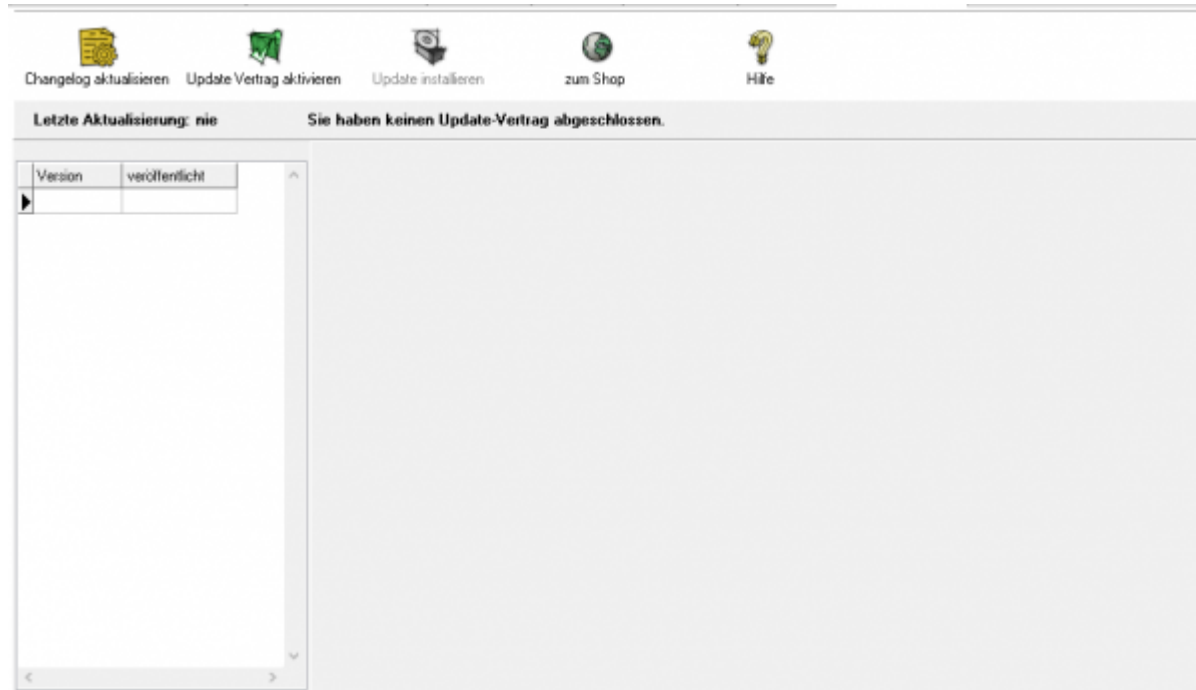 Changelog aktualisieren Update Vertrag aktivieren Update installieren zum Shop Hilfe
Letzte Aktualisierung: nie Sie haben keinen Update-Vertrag abgeschlossen.
Version veröffentlicht